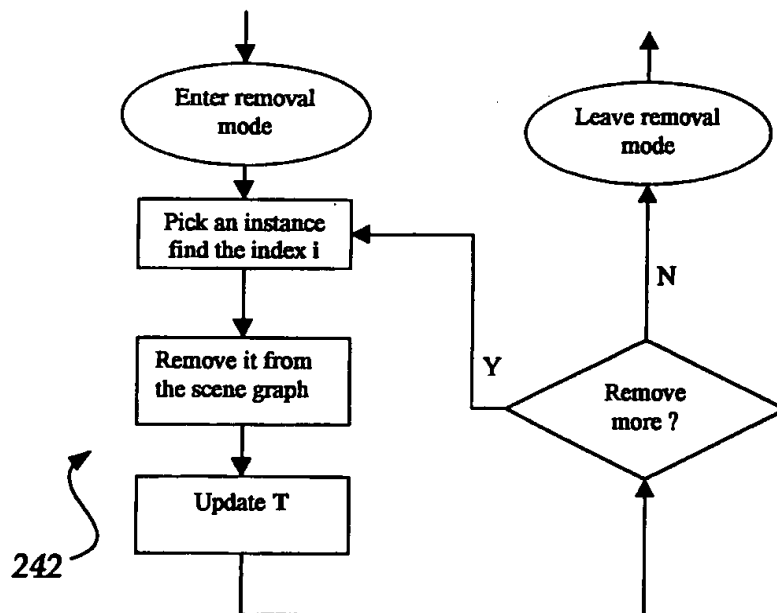 Enter removal
mode
Pick an instance
find the index i
Remove it from
the scene graph
Update T
242
Leave removal
mode
N
Y
Remove
more ?